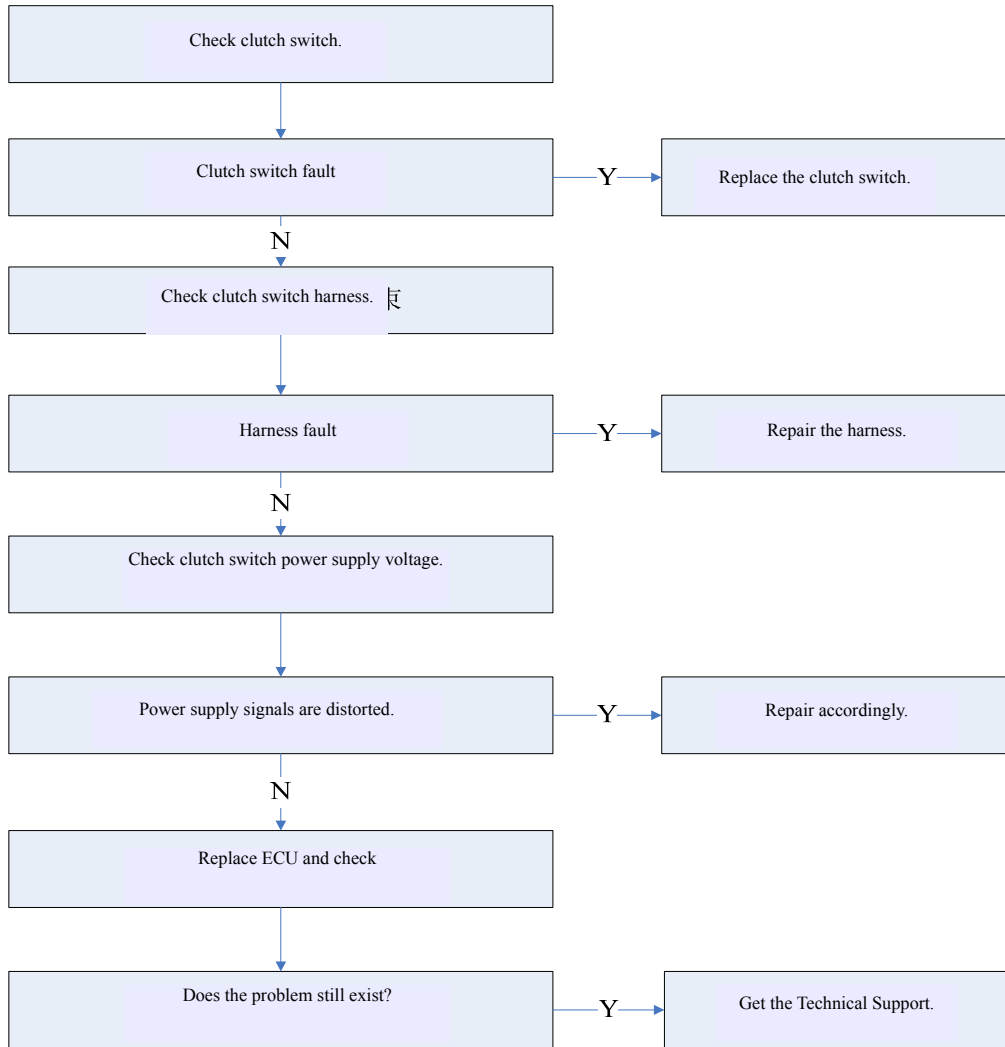 Check clutch switch.
Clutch switch fault
Y
Replace the clutch switch.
N
Check clutch switch harness.
Harness fault
Y
Repair the harness.
N
Check clutch switch power supply voltage.
Power supply signals are distorted.
Y
Repair accordingly.
N
Replace ECU and check
Does the problem still exist?
Y
Get the Technical Support.